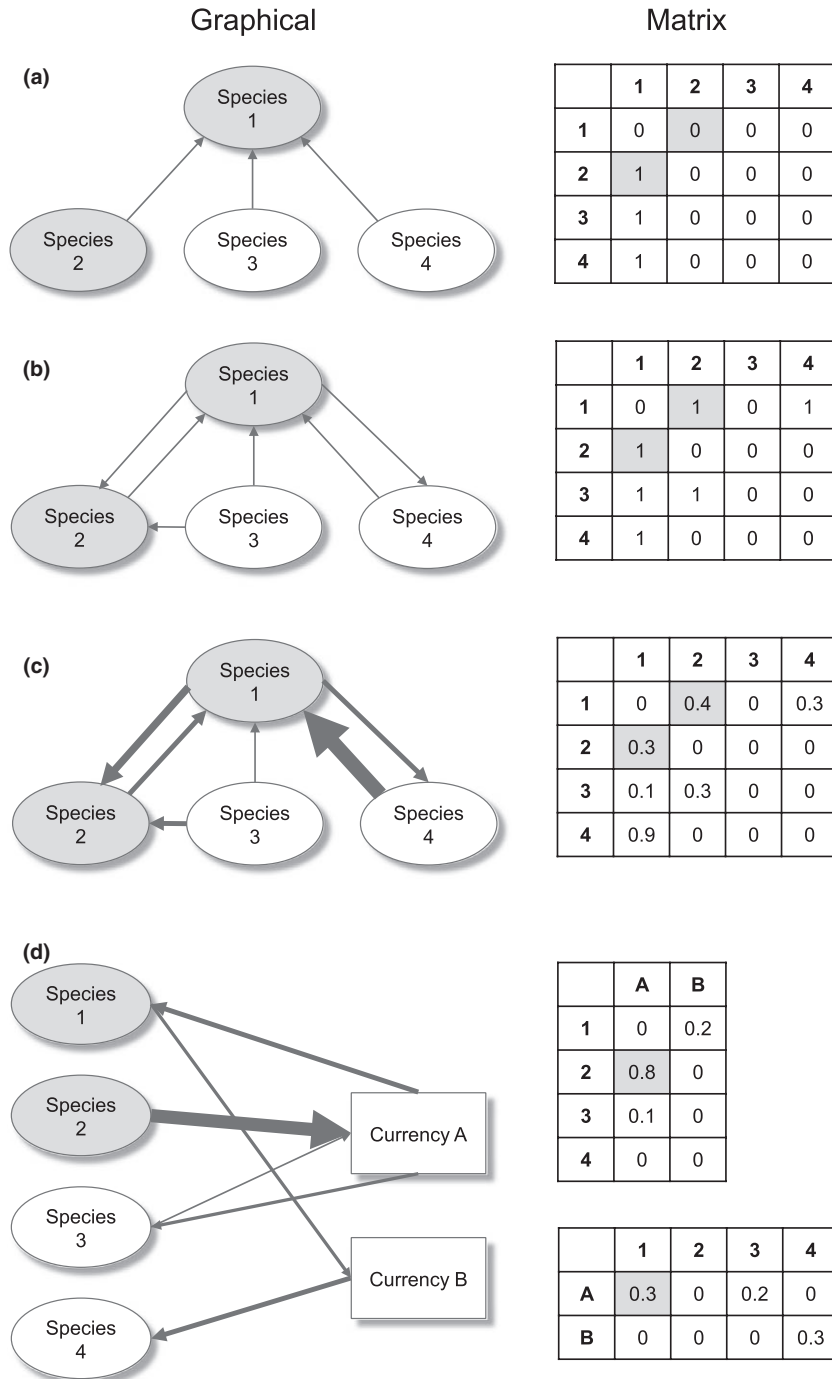 Graphical Matrix
(a)
Species
1
Species
2
Species
3
Species
4
1 2 3 4
1 0 0 0 0
2 1 0 0 0
3 1 0 0 0
4 1 0 0 0
(b)
Species
1
Species
2
Species
3
Species
4
1 2 3 4
1 0 1 0 1
2 1 0 0 0
3 1 1 0 0
4 1 0 0 0
(c)
Species
1
Species
2
Species
3
Species
4
1 2 3 4
1 0 0.4 0 0.3
2 0.3 0 0 0
3 0.1 0.3 0 0
4 0.9 0 0 0
(d)
Species
1
Species
2
Species
3
Species
4
Currency A
Currency B
A B
1 0 0.2
2 0.8 0
3 0.1 0
4 0 0
1 2 3 4
A 0.3 0 0.2 0
B 0 0 0 0.3